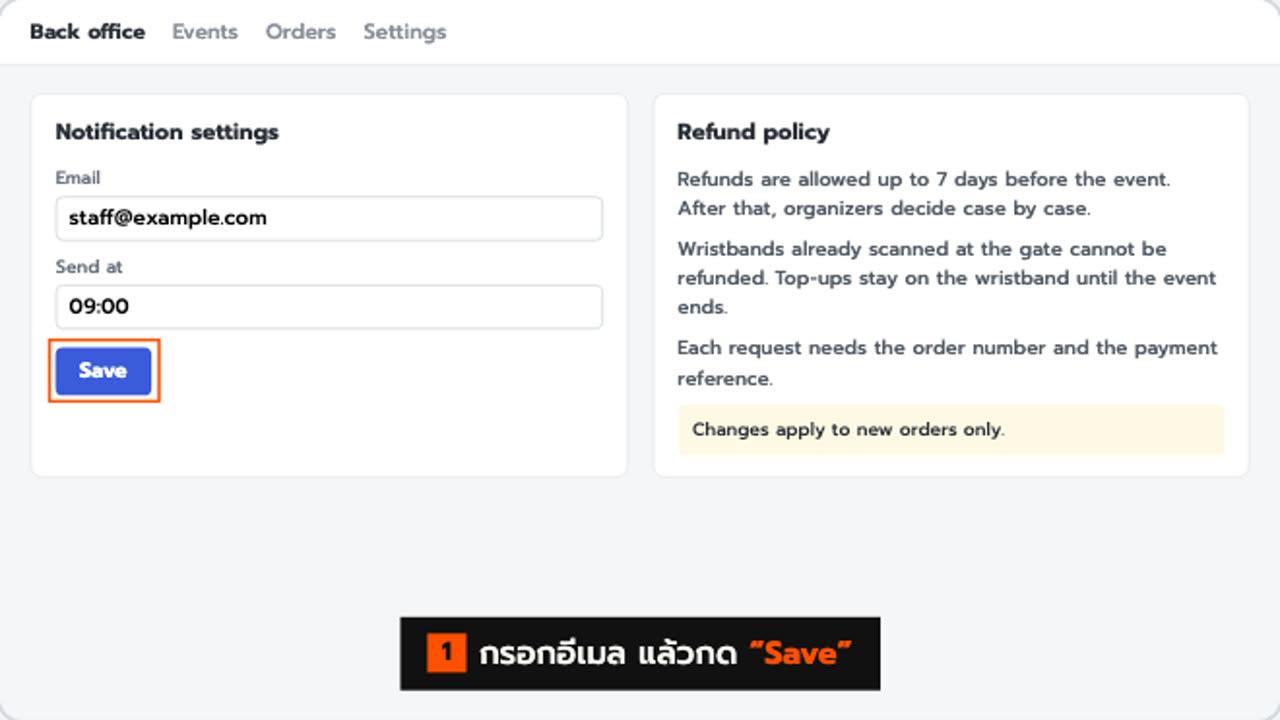 Back office Events Orders Settings
Notification settings
Email
staff@example.com
Send at
09:00
Save
Refund policy
Refunds are allowed up to 7 days before the event.
After that, organizers decide case by case.
Wristbands already scanned at the gate cannot be
refunded. Top-ups stay on the wristband until the event
ends.
Each request needs the order number and the payment
reference.
Changes apply to new orders only.
1 กรอกอีเมล แล้วกด “Save”